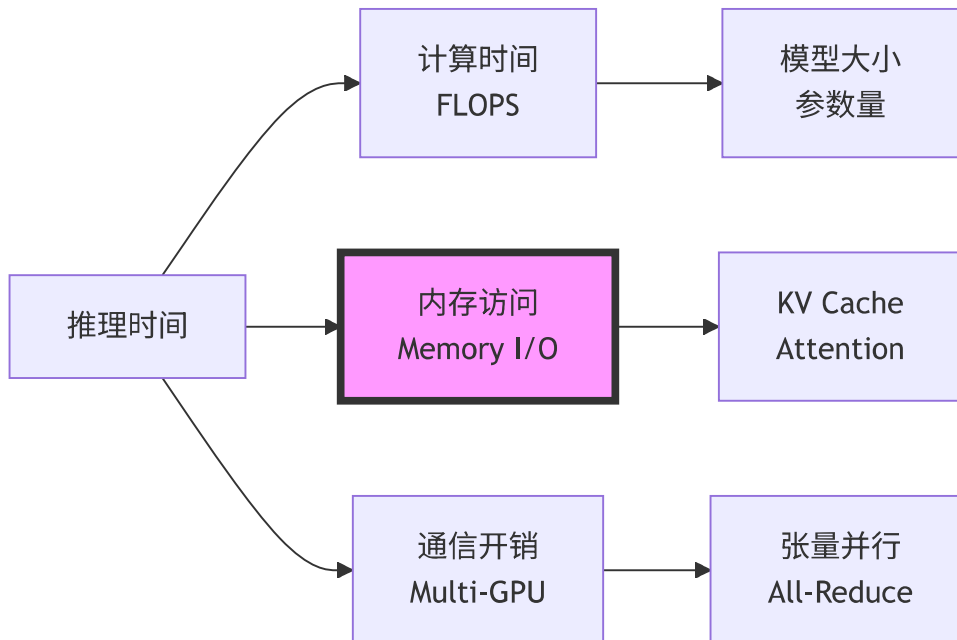 计算时间
FLOPS
模型大小
参数量
推理时间
内存访问
Memory I/O
KV Cache
Attention
通信开销
Multi-GPU
张量并行
All-Reduce